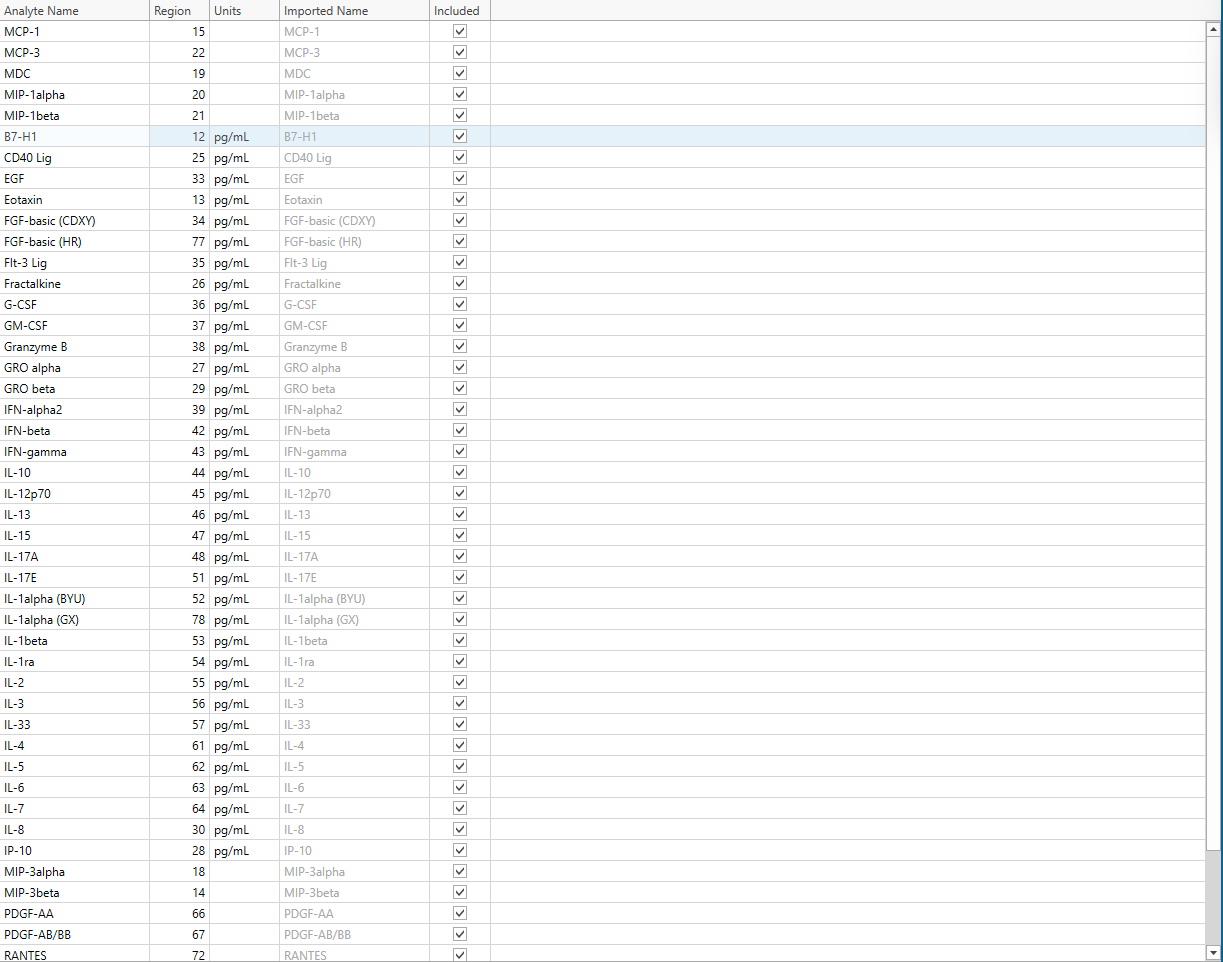 Analyte Name Region Units Imported Name Included
MCP-1 15 MCP-1
MCP-3 22 MCP-3
MDC 19 MDC
MIP-1alpha 20 MIP-1alpha
MIP-1beta 21 MIP-1beta
B7-H1 12 pg/mL B7-H1
CD40 Lig 25 pg/mL CD40 Lig
EGF 33 pg/mL EGF
Eotaxin 13 pg/mL Eotaxin
FGF-basic (CDXY) 34 pg/mL FGF-basic (CDXY)
FGF-basic (HR) 77 pg/mL FGF-basic (HR)
Flt-3 Lig 35 pg/mL Flt-3 Lig
Fractalkine 26 pg/mL Fractalkine
G-CSF 36 pg/mL G-CSF
GM-CSF 37 pg/mL GM-CSF
Granzyme B 38 pg/mL Granzyme B
GRO alpha 27 pg/mL GRO alpha
GRO beta 29 pg/mL GRO beta
IFN-alpha2 39 pg/mL IFN-alpha2
IFN-beta 42 pg/mL IFN-beta
IFN-gamma 43 pg/mL IFN-gamma
IL-10 44 pg/mL IL-10
IL-12p70 45 pg/mL IL-12p70
IL-13 46 pg/mL IL-13
IL-15 47 pg/mL IL-15
IL-17A 48 pg/mL IL-17A
IL-17E 51 pg/mL IL-17E
IL-1alpha (BYU) 52 pg/mL IL-1alpha (BYU)
IL-1alpha (GX) 78 pg/mL IL-1alpha (GX)
IL-1beta 53 pg/mL IL-1beta
IL-1ra 54 pg/mL IL-1ra
IL-2 55 pg/mL IL-2
IL-3 56 pg/mL IL-3
IL-33 57 pg/mL IL-33
IL-4 61 pg/mL IL-4
IL-5 62 pg/mL IL-5
IL-6 63 pg/mL IL-6
IL-7 64 pg/mL IL-7
IL-8 30 pg/mL IL-8
IP-10 28 pg/mL IP-10
MIP-3alpha 18 MIP-3alpha
MIP-3beta 14 MIP-3beta
PDGF-AA 66 PDGF-AA
PDGF-AB/BB 67 PDGF-AB/BB
RANTES 72 RANTES